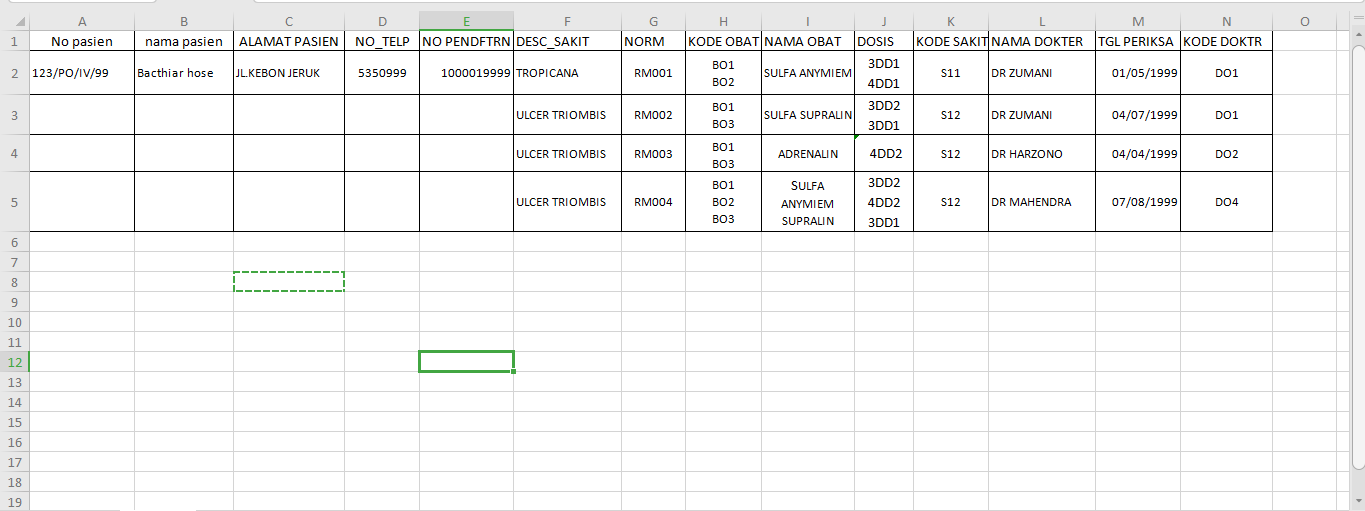 A B C D E F G H I J K L M N O
1 No pasien nama pasien ALAMAT PASIEN NO_TELP NO PENDFTRN DESC_SAKIT NORM KODE OBAT NAMA OBAT DOSIS KODE SAKIT NAMA DOKTER TGL PERIKSA KODE DOKTR
2 123/PO/IV/99 Bacthiar hose JL.KEBON JERUK 5350999 1000019999 TROPICANA RM001 BO1 BO2 SULFA ANYMIEM 3DD1 4DD1 S11 DR ZUMANI 01/05/1999 DO1
3 ULCER TRIOMBIS RM002 BO1 BO3 SULFA SUPRALIN 3DD2 3DD1 S12 DR ZUMANI 04/07/1999 DO1
4 ULCER TRIOMBIS RM003 BO1 BO3 ADRENALIN 4DD2 S12 DR HARZONO 04/04/1999 DO2
5 ULCER TRIOMBIS RM004 BO1 BO2 BO3 SULFA ANYMIEM SUPRALIN 3DD2 4DD2 3DD1 S12 DR MAHENDRA 07/08/1999 DO4
6
7
8
9
10
11
12
13
14
15
16
17
18
19